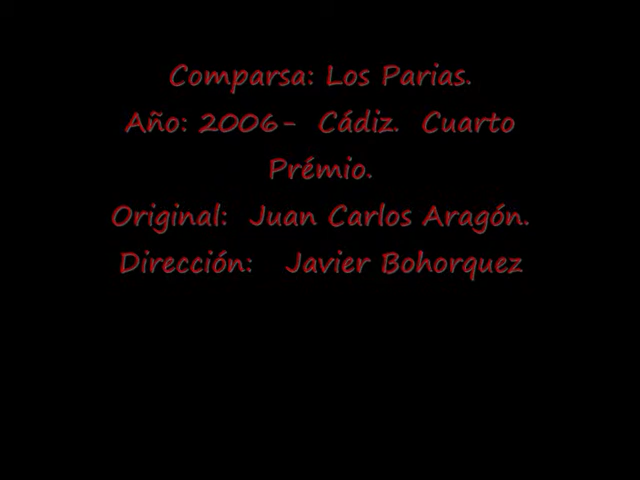 Comparsa: Los Parias.
Año: 2006- Cádiz. Cuarto
Prémio.
Original: Juan Carlos Aragón.
Dirección: Javier Bohorquez